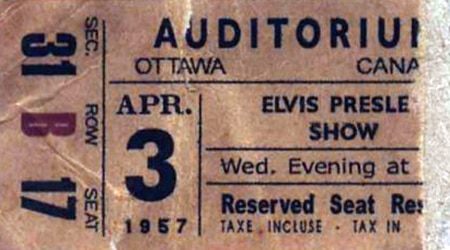 SEC. ROW SEAT
31 B 17
AUDITORIU
OTTAWA CANA
APR.
3
1957
ELVIS PRESLE
SHOW
Wed. Evening at
Reserved Seat Res
TAXE INCLUSE - TAX IN